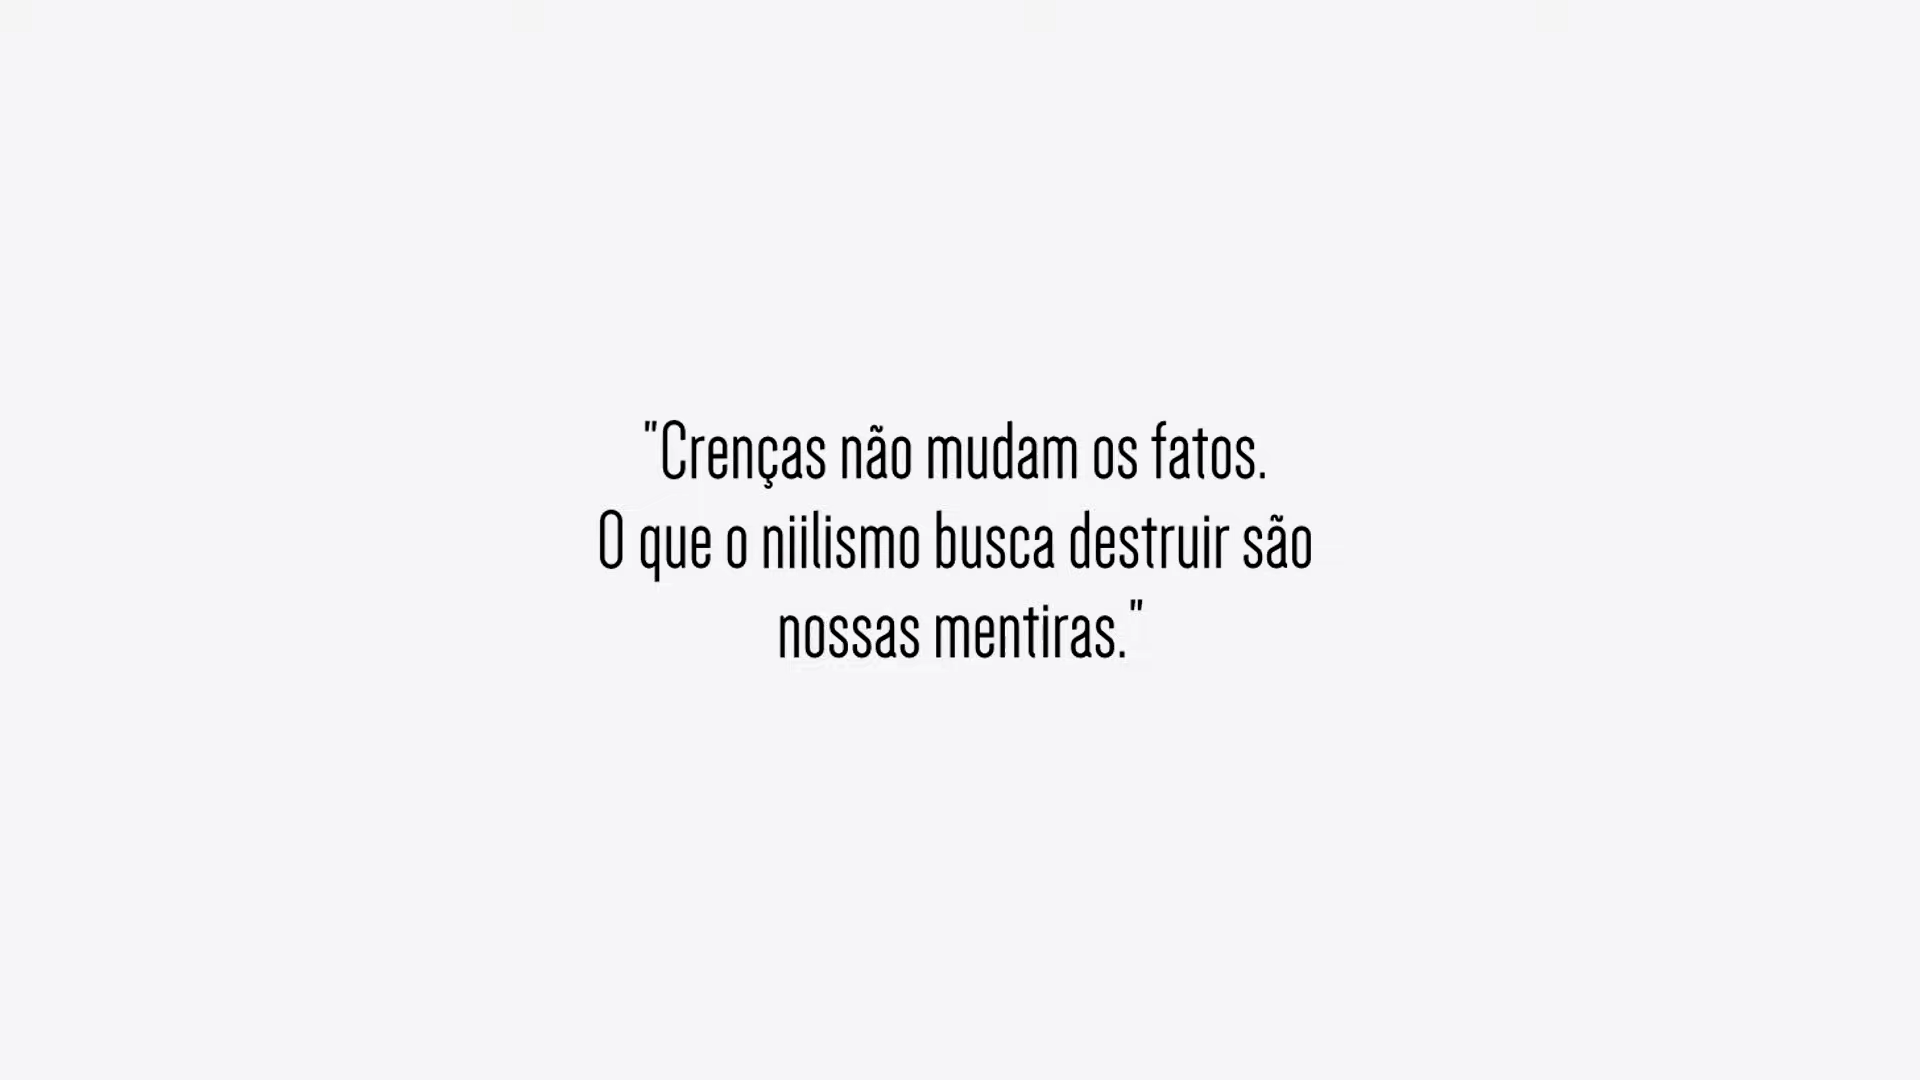 "Crenças não mudam os fatos.
O que o niilismo busca destruir são
nossas mentiras."